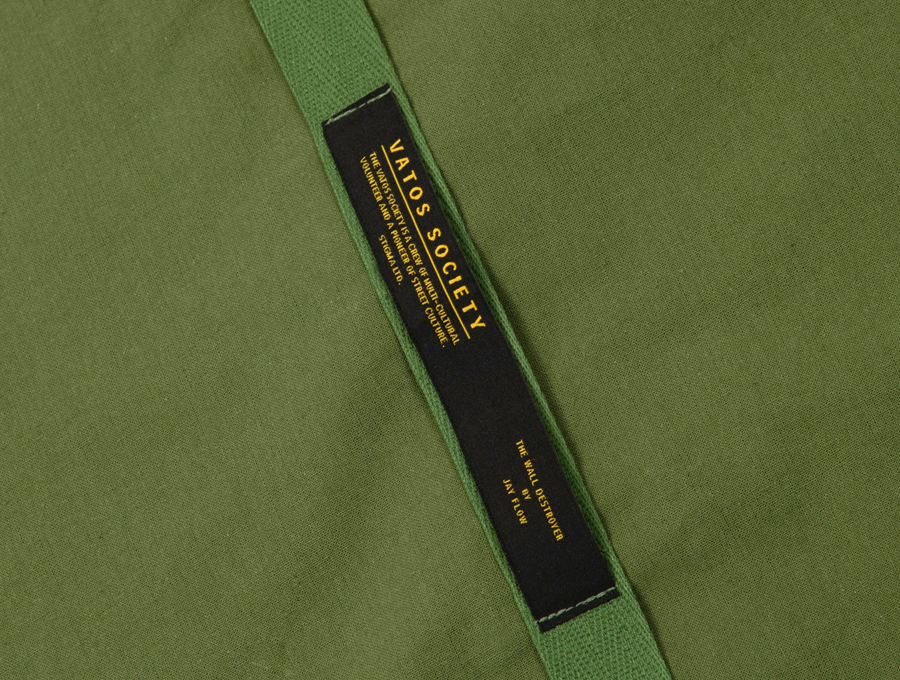 VATOS SOCIETY
THE VATOS SOCIETY IS A CREW OF MULTI-CULTURAL
VOLUNTEER AND A PIONEER OF STREET CULTURE.
STIGMA LTD.
THE WALL DESTROYER
BY
JAY FLOW